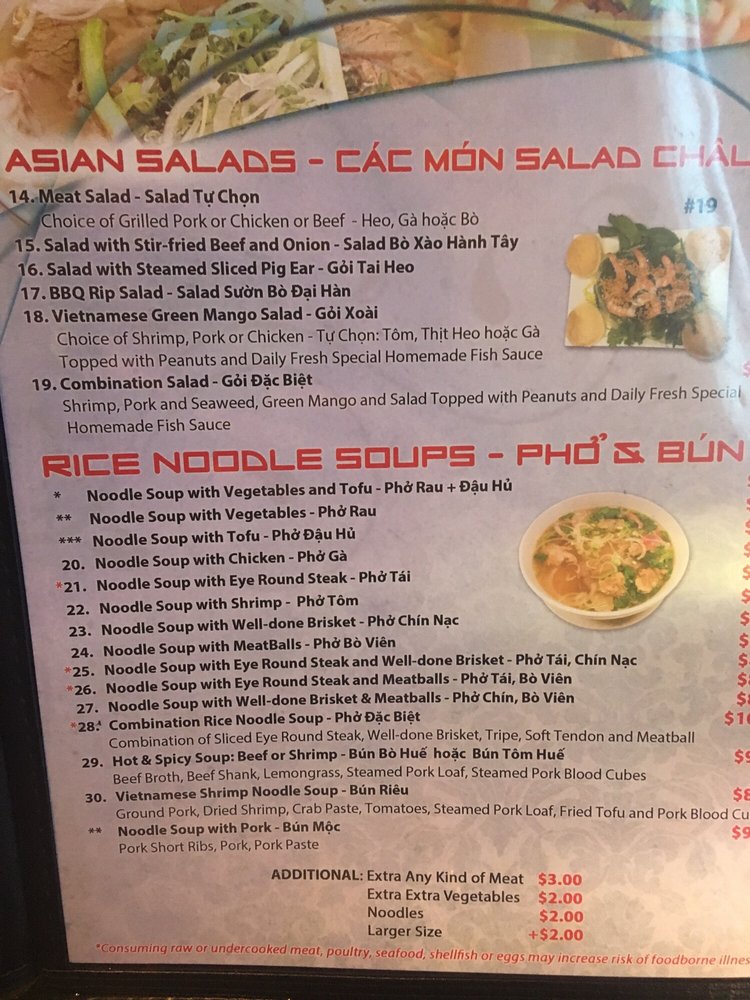 ASIAN SALADS - CÁC MÓN SALAD CHÂU
14. Meat Salad - Salad Tự Chọn
Choice of Grilled Pork or Chicken or Beef - Heo, Gà hoặc Bò
#19
15. Salad with Stir-fried Beef and Onion - Salad Bò Xào Hành Tây
16. Salad with Steamed Sliced Pig Ear - Gỏi Tai Heo
17. BBQ Rip Salad - Salad Sườn Bò Đại Hàn
18. Vietnamese Green Mango Salad - Gỏi Xoài
Choice of Shrimp, Pork or Chicken - Tự Chọn: Tôm, Thịt Heo hoặc Gà
Topped with Peanuts and Daily Fresh Special Homemade Fish Sauce
19. Combination Salad - Gỏi Đặc Biệt
Shrimp, Pork and Seaweed, Green Mango and Salad Topped with Peanuts and Daily Fresh Special
Homemade Fish Sauce
RICE NOODLE SOUPS - PHỞ & BÚN
* Noodle Soup with Vegetables and Tofu - Phở Rau + Đậu Hủ
** Noodle Soup with Vegetables - Phở Rau
*** Noodle Soup with Tofu - Phở Đậu Hủ
20. Noodle Soup with Chicken - Phở Gà
*21. Noodle Soup with Eye Round Steak - Phở Tái
22. Noodle Soup with Shrimp - Phở Tôm
23. Noodle Soup with Well-done Brisket - Phở Chín Nạc
24. Noodle Soup with MeatBalls - Phở Bò Viên
*25. Noodle Soup with Eye Round Steak and Well-done Brisket - Phở Tái, Chín Nạc
*26. Noodle Soup with Eye Round Steak and Meatballs - Phở Tái, Bò Viên
27. Noodle Soup with Well-done Brisket & Meatballs - Phở Chín, Bò Viên
*28. Combination Rice Noodle Soup - Phở Đặc Biệt
Combination of Sliced Eye Round Steak, Well-done Brisket, Tripe, Soft Tendon and Meatball
29. Hot & Spicy Soup: Beef or Shrimp - Bún Bò Huế hoặc Bún Tôm Huế
Beef Broth, Beef Shank, Lemongrass, Steamed Pork Loaf, Steamed Pork Blood Cubes
30. Vietnamese Shrimp Noodle Soup - Bún Riêu
Ground Pork, Dried Shrimp, Crab Paste, Tomatoes, Steamed Pork Loaf, Fried Tofu and Pork Blood Cu
** Noodle Soup with Pork - Bún Mộc
Pork Short Ribs, Pork, Pork Paste
ADDITIONAL: Extra Any Kind of Meat $3.00
Extra Extra Vegetables $2.00
Noodles $2.00
Larger Size +$2.00
*Consuming raw or undercooked meat, poultry, seafood, shellfish or eggs may increase risk of foodborne illnes